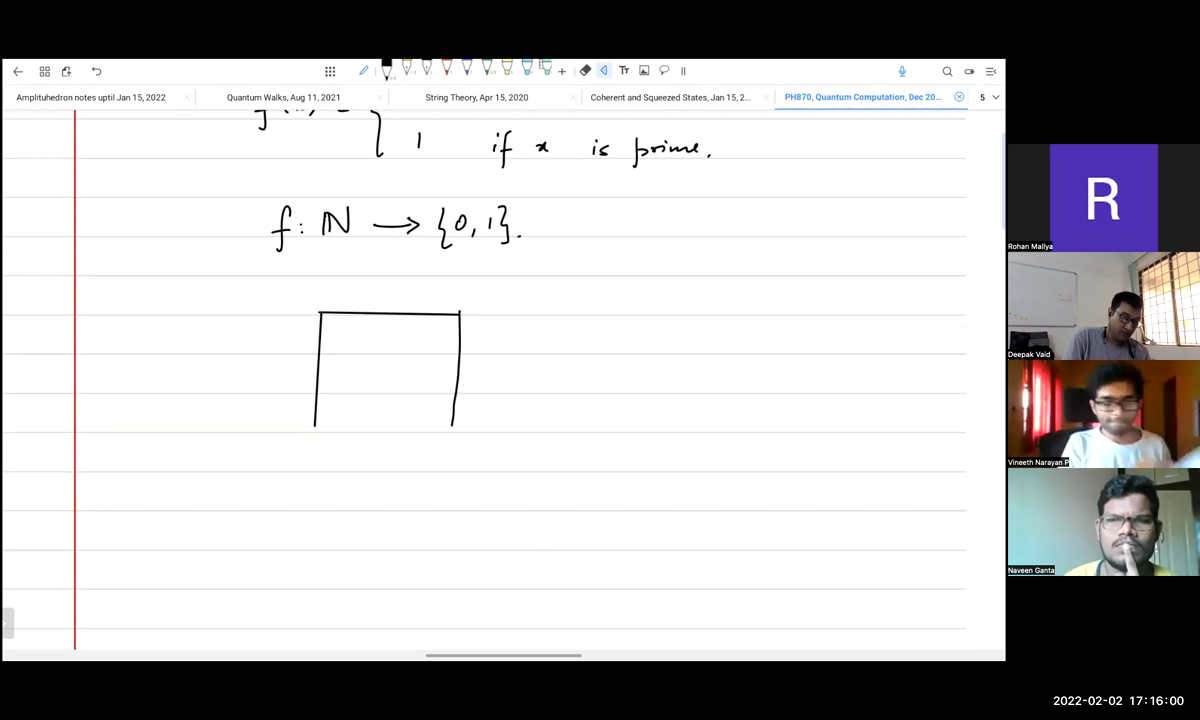 Tт
Amplituhedron notes uptil Jan 15, 2022
Quantum Walks, Aug 11, 2021
String Theory, Apr 15, 2020
Coherent and Squeezed States, Jan 15, 2...
PH870, Quantum Computation, Dec 20...
5
1 if x is prime.
f: ℕ → {0, 1}.
R
Rohan Mallya
Deepak Vaid
Vineeth Narayan P
Naveen Ganta
2022-02-02 17:16:00